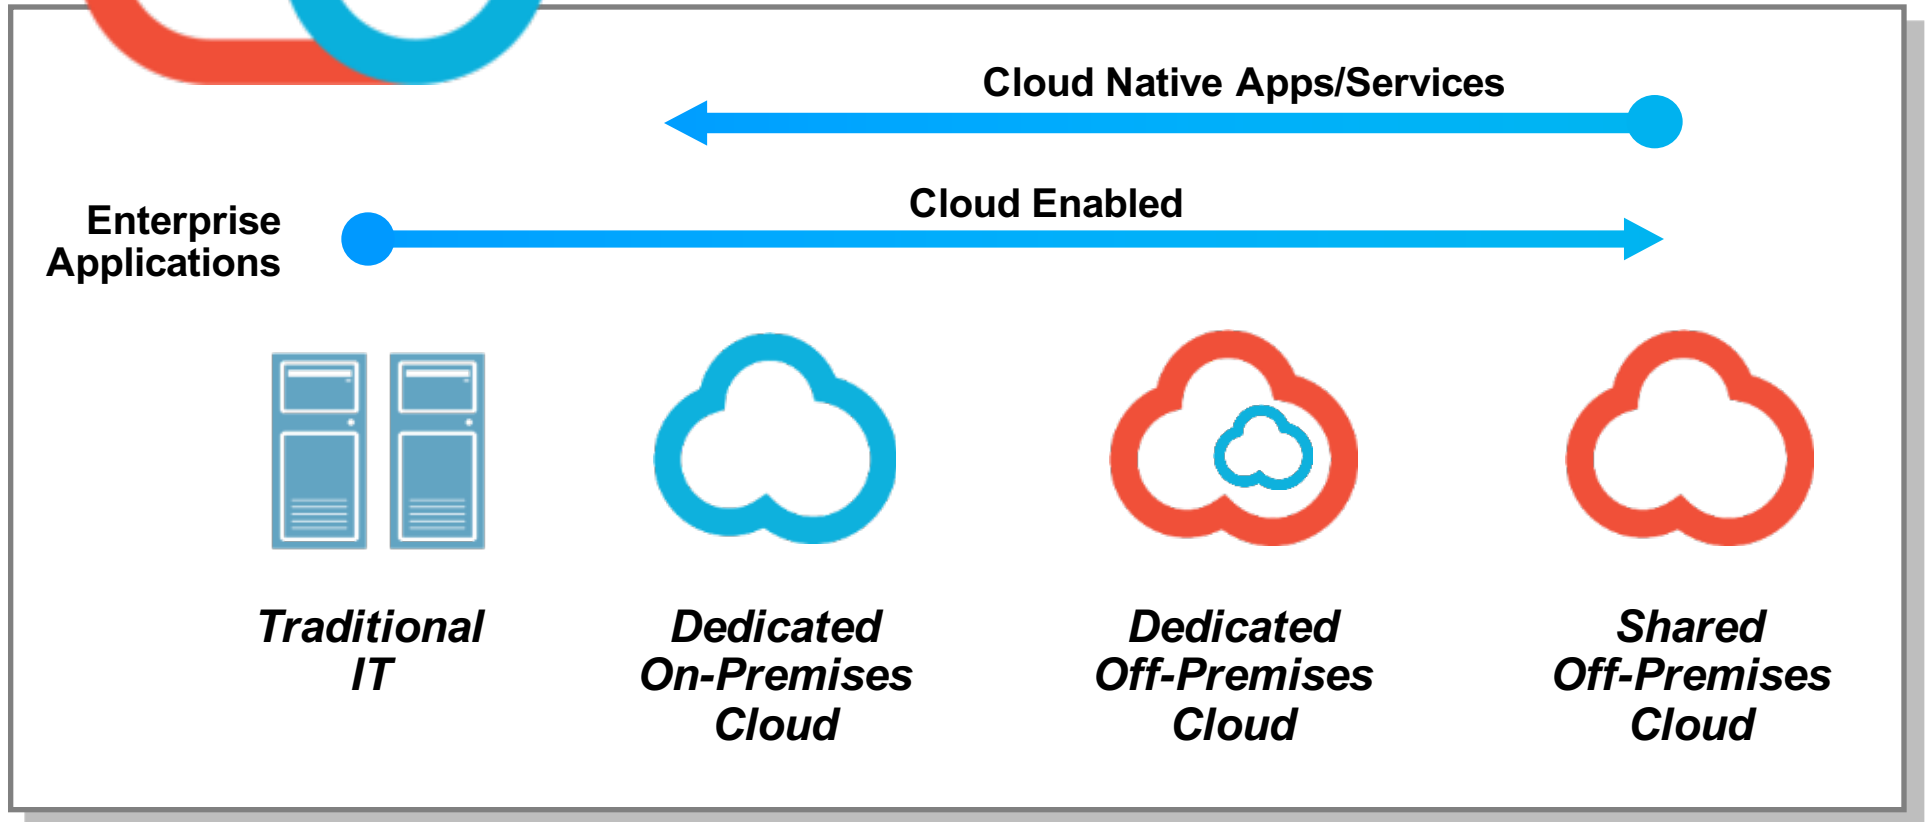 Cloud Native Apps/Services
Cloud Enabled
Enterprise
Applications
Traditional
IT
Dedicated
On-Premises
Cloud
Dedicated
Off-Premises
Cloud
Shared
Off-Premises
Cloud